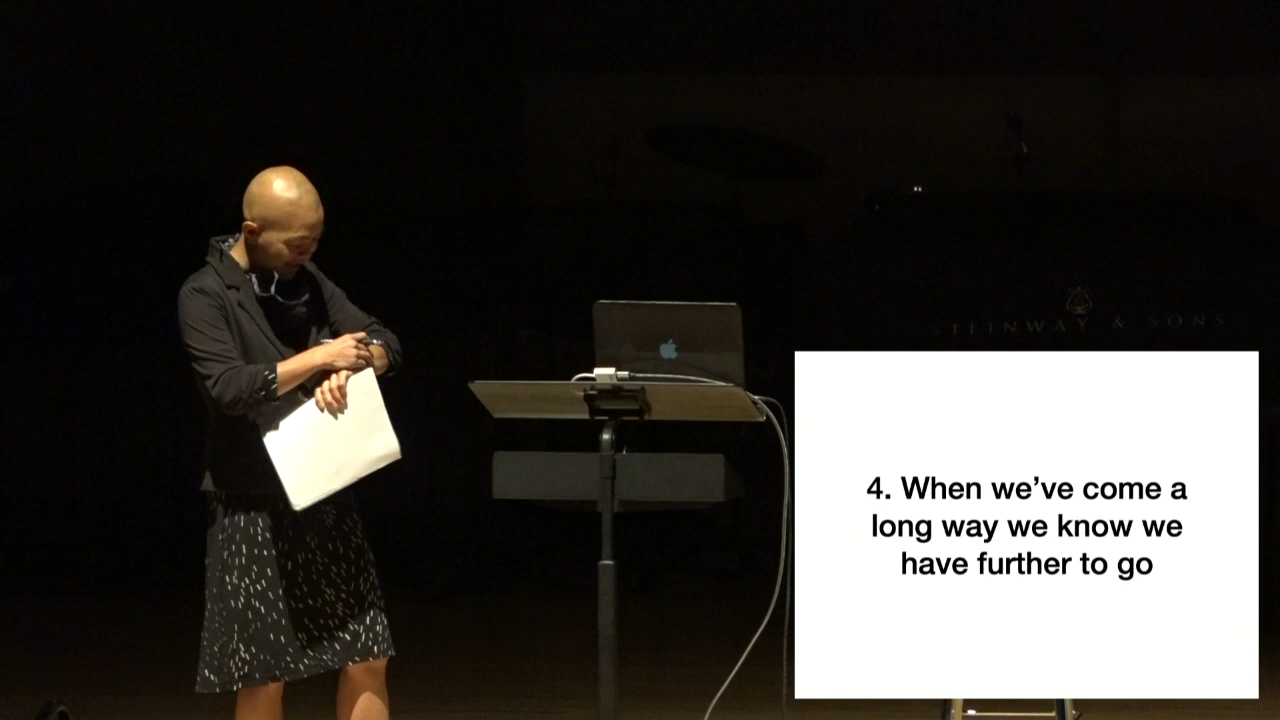 STEINWAY & SONS
4. When we've come a
long way we know we
have further to go